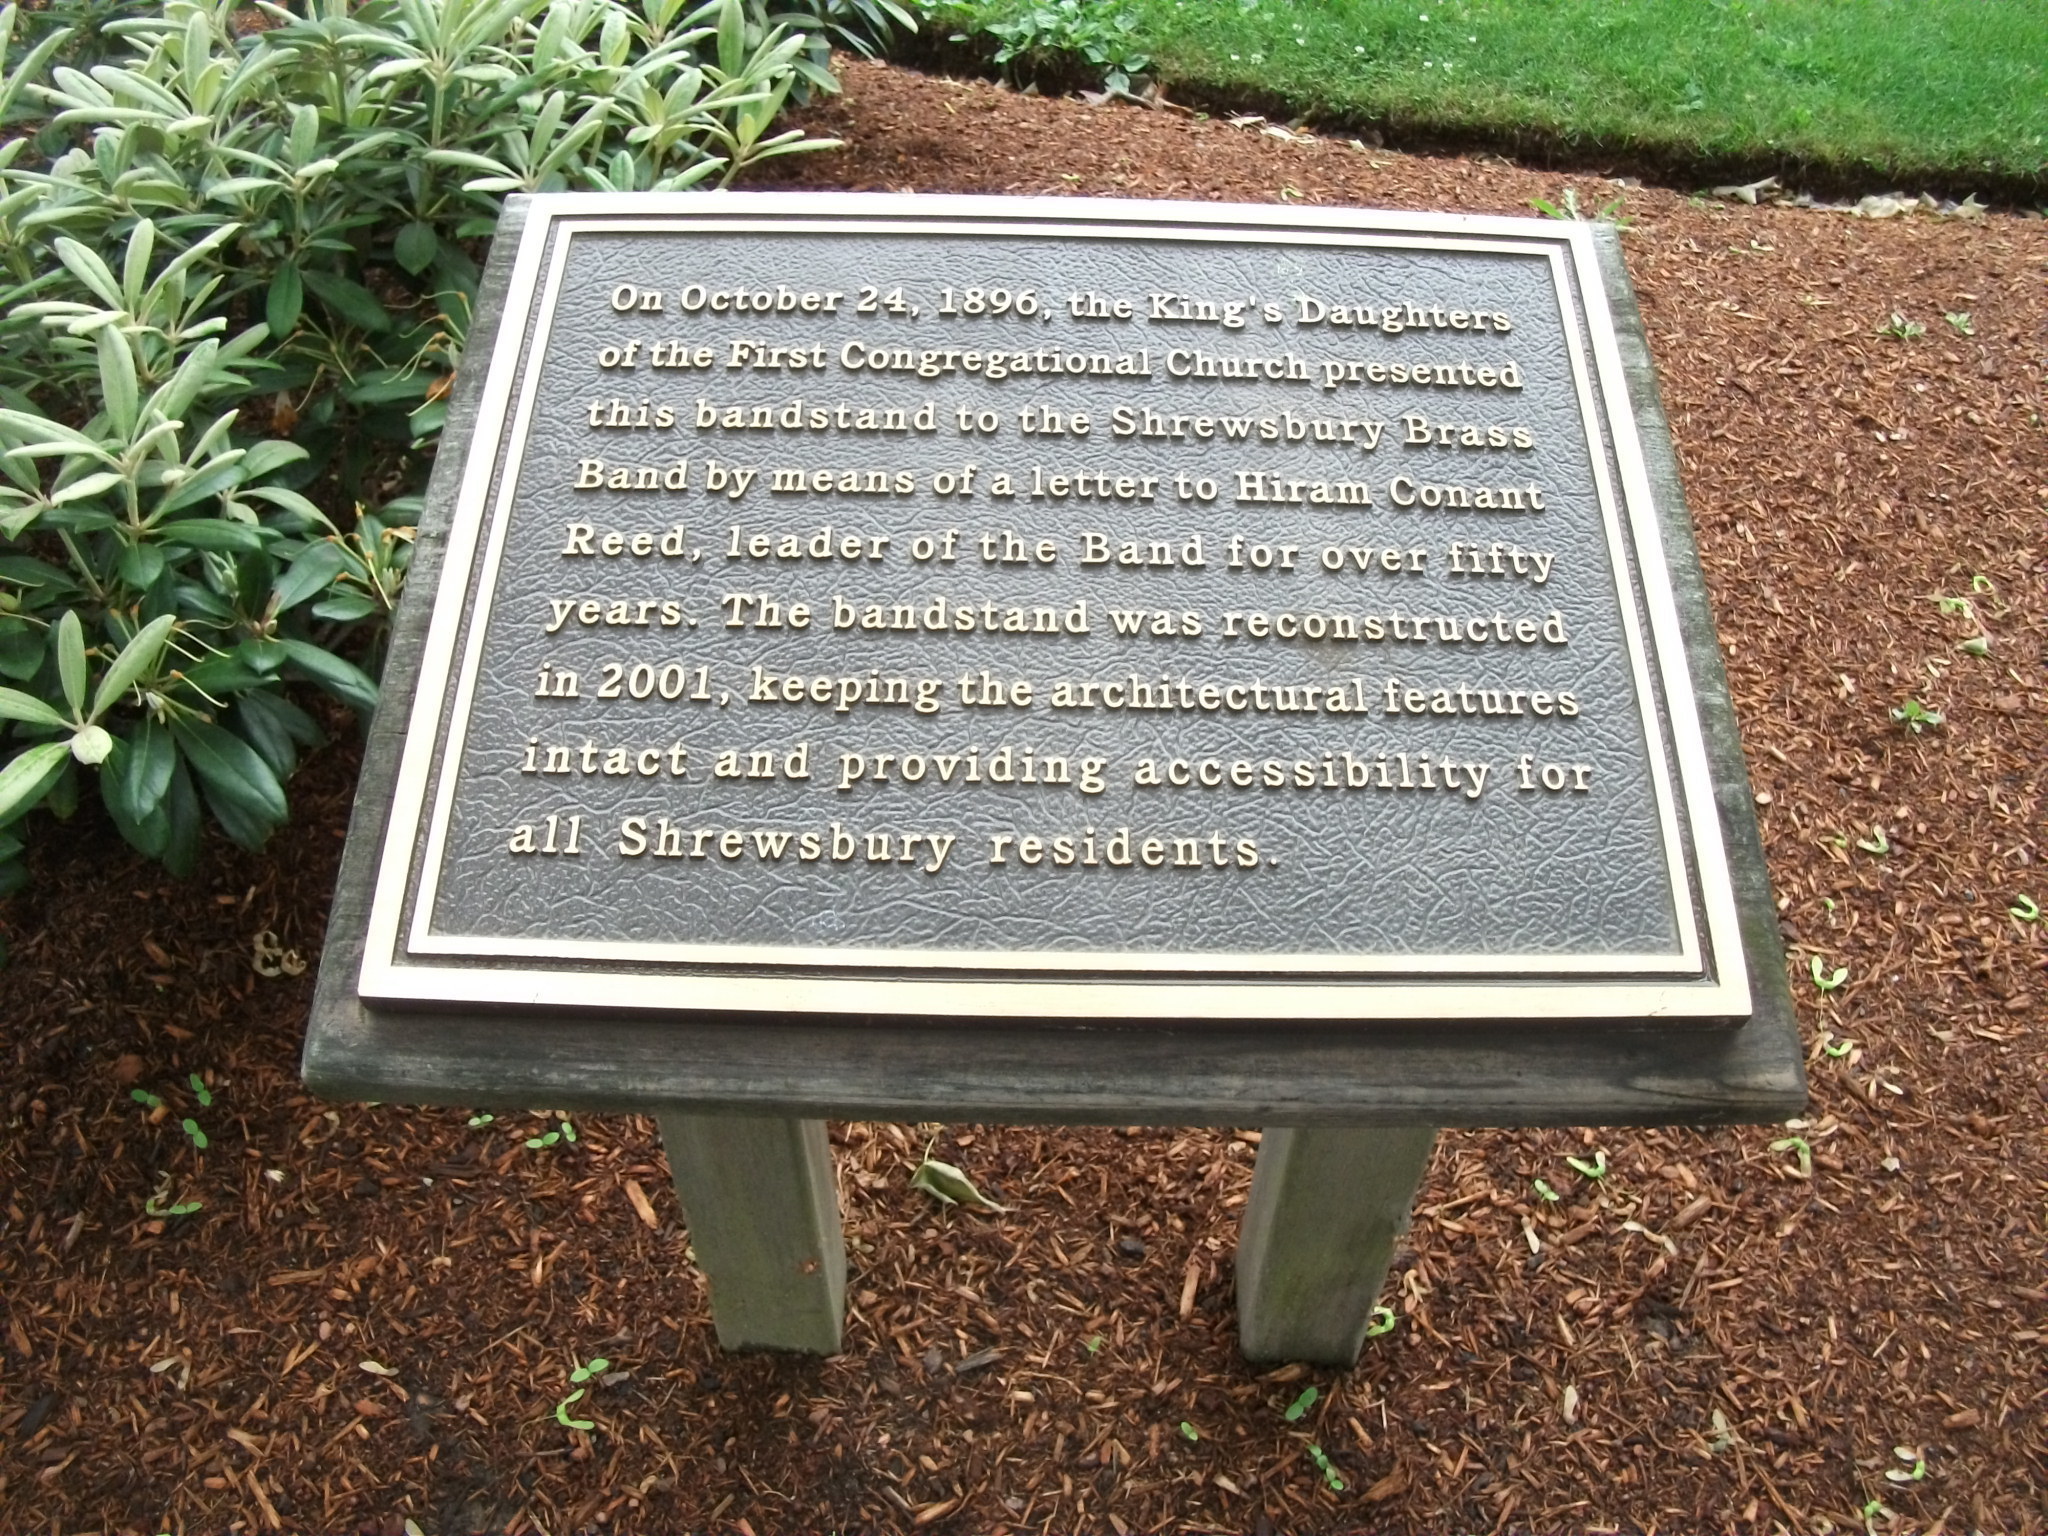 On October 24, 1896, the King's Daughters
of the First Congregational Church presented
this bandstand to the Shrewsbury Brass
Band by means of a letter to Hiram Conant
Reed, leader of the Band for over fifty
years. The bandstand was reconstructed
in 2001, keeping the architectural features
intact and providing accessibility for
all Shrewsbury residents.